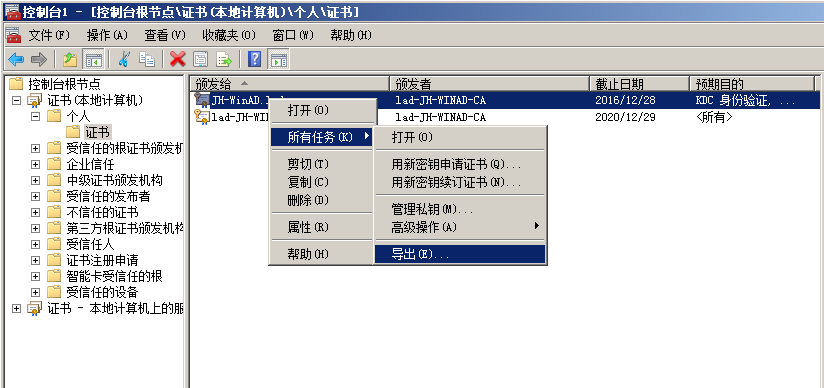 控制台1 - [控制台根节点\证书(本地计算机)\个人\证书]
文件(F) 操作(A) 查看(V) 收藏夹(O) 窗口(W) 帮助(H)
控制台根节点
证书(本地计算机)
个人
证书
受信任的根证书颁发机
企业信任
中级证书颁发机构
受信任的发布者
不信任的证书
第三方根证书颁发机构
受信任人
证书注册申请
智能卡受信任的根
受信任的设备
证书 - 本地计算机上的服
颁发给 颁发者 截止日期 预期目的
JH-WinAD. lad-JH-WINAD-CA 2016/12/28 KDC 身份验证, ...
lad-JH-WI lad-JH-WINAD-CA 2020/12/29 <所有>
打开(O)
所有任务(K)
剪切(T)
复制(C)
删除(D)
属性(R)
帮助(H)
打开(O)
用新密钥申请证书(Q)...
用新密钥续订证书(N)...
管理私钥(M)...
高级操作(A)
导出(E)...